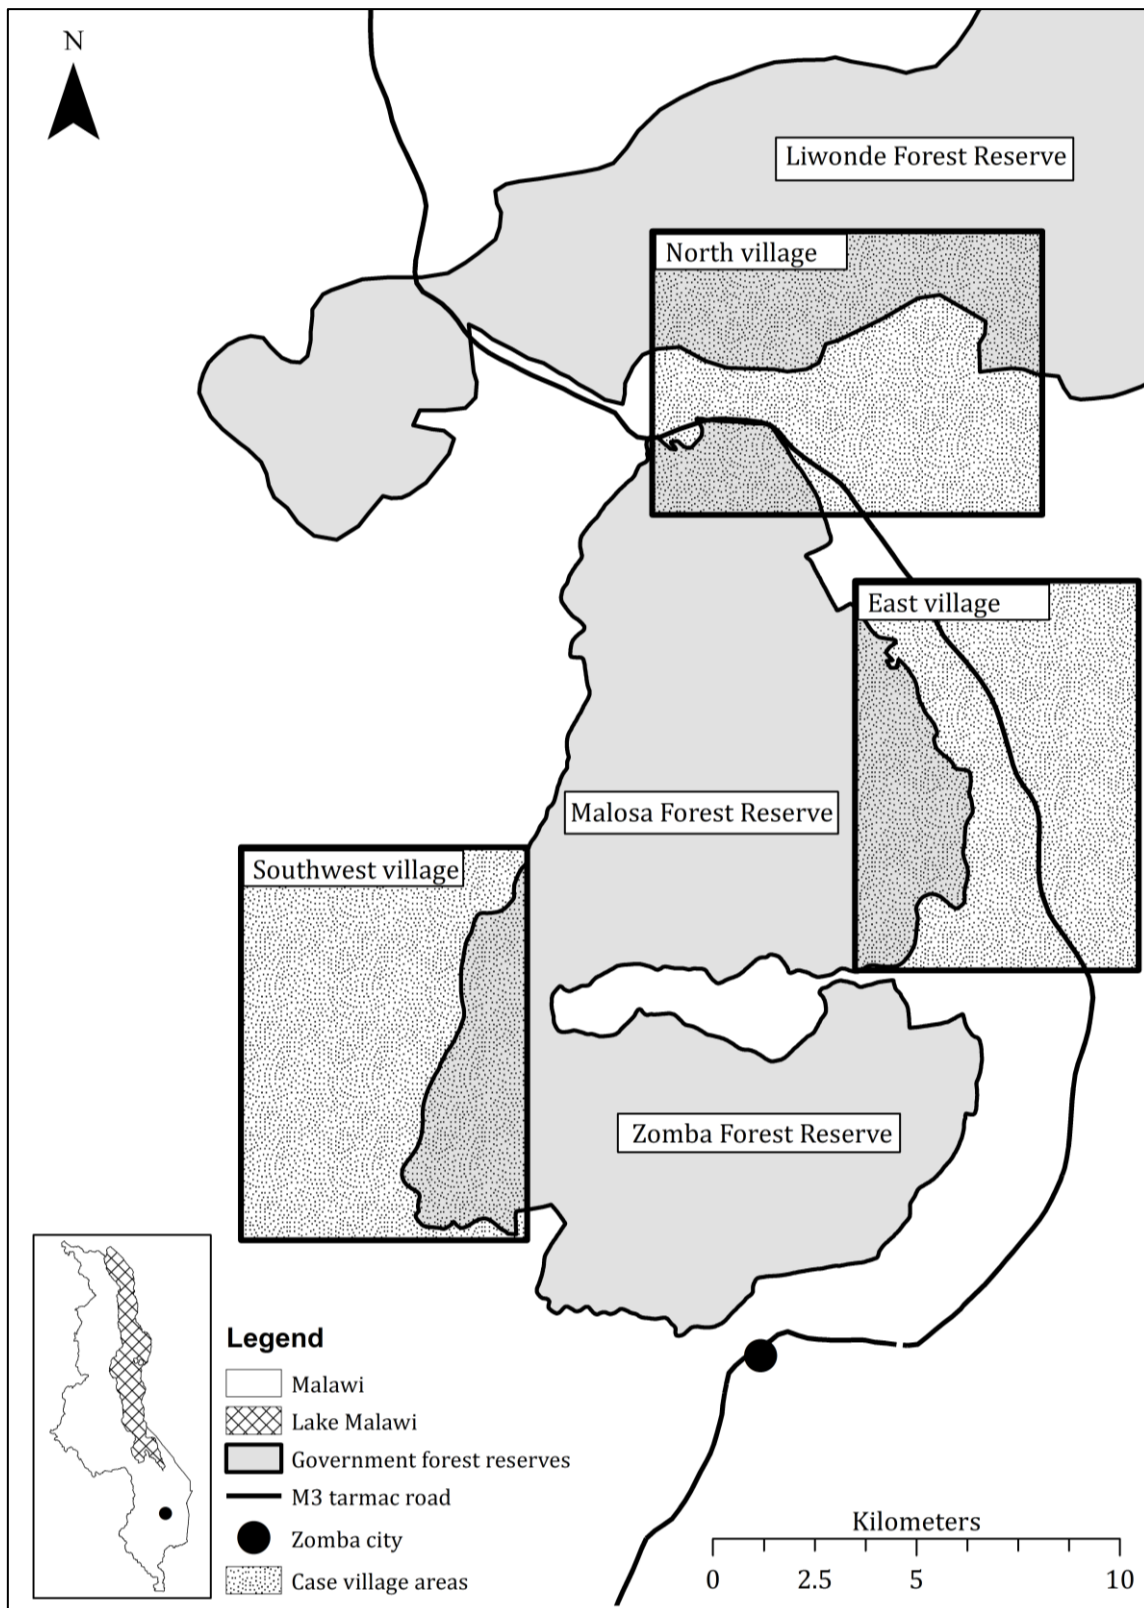 N
Liwonde Forest Reserve
North village
East village
Malosa Forest Reserve
Southwest village
Zomba Forest Reserve
Legend
Malawi
Lake Malawi
Government forest reserves
M3 tarmac road
Zomba city
Case village areas
Kilometers
0 2.5 5 10